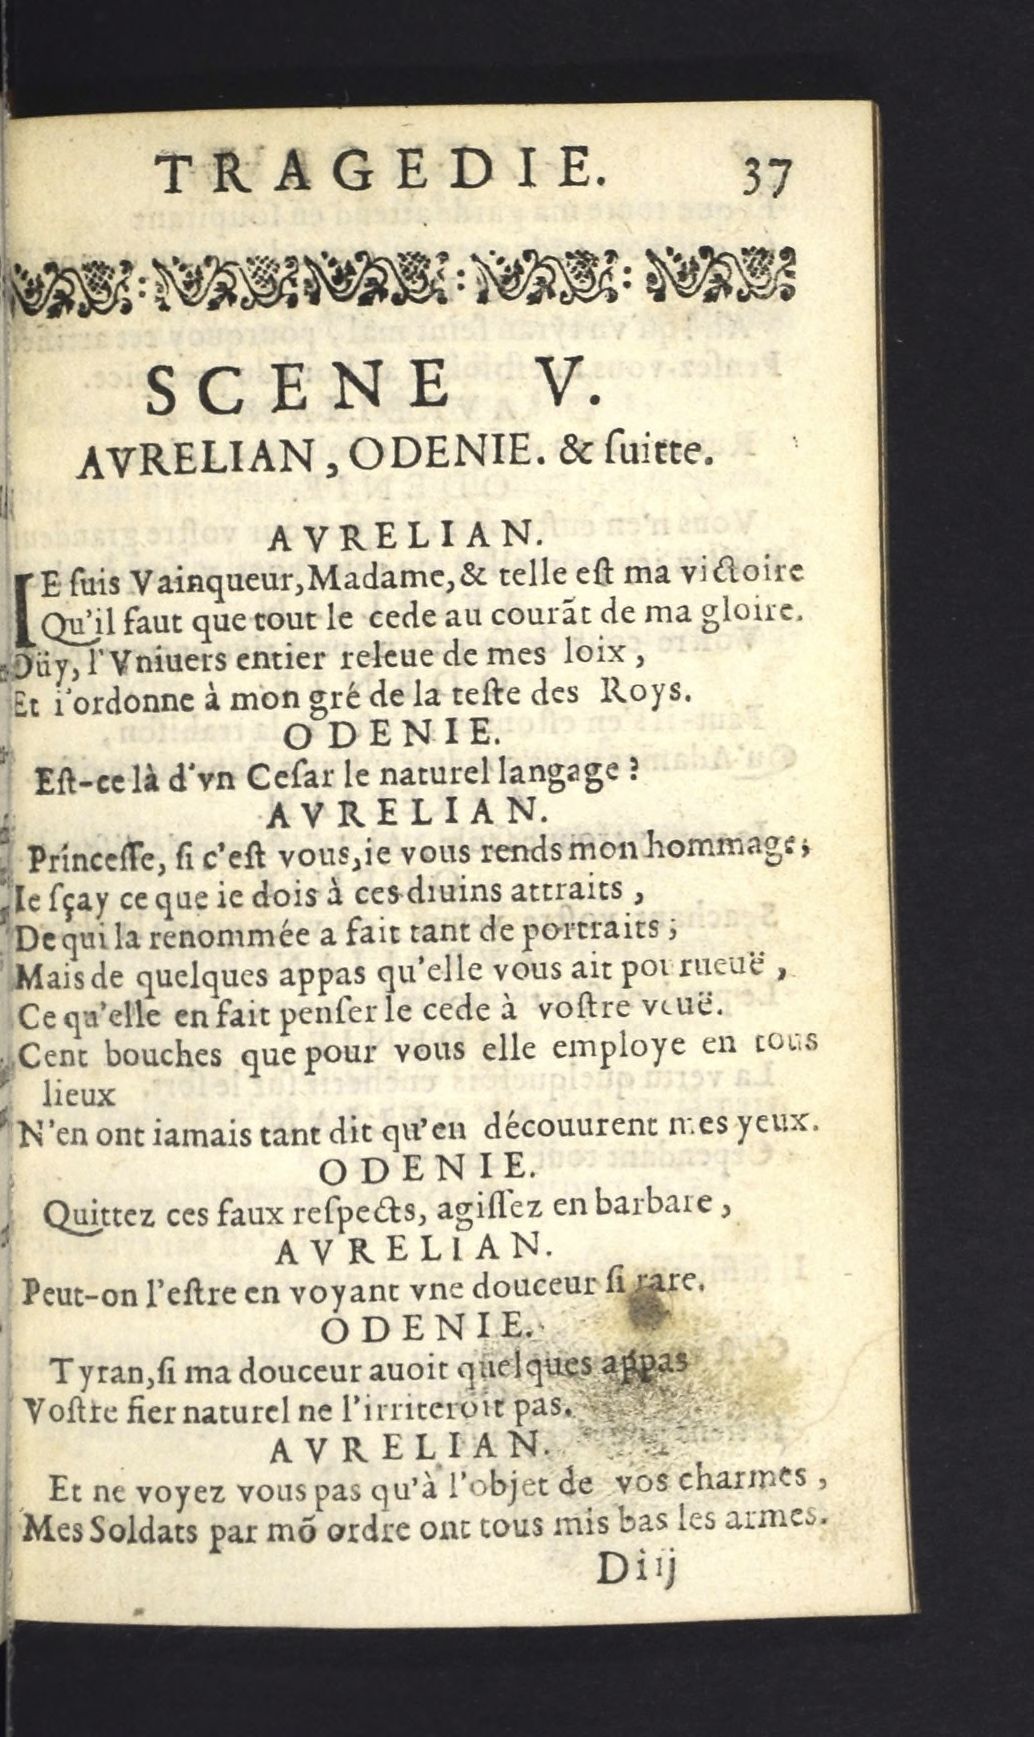 TRAGEDIE. 37
SCENE V.
AVRELIAN, ODENIE. & ſuitte.
AVRELIAN.
IE ſuis Vainqueur, Madame, & telle eſt ma victoire
Qu'il faut que tout le cede au courãt de ma gloire.
Oüy, l'Vniuers entier releue de mes loix,
Et i'ordonne à mon gré de la teſte des Roys.
ODENIE.
Eſt-ce là d'vn Ceſar le naturel langage?
AVRELIAN.
Princeſſe, ſi c'eſt vous, ie vous rends mon hommage;
Ie ſçay ce que ie dois à ces diuins attraits,
De qui la renommée a fait tant de portraits;
Mais de quelques appas qu'elle vous ait pourueuë,
Ce qu'elle en fait penſer le cede à voſtre veuë.
Cent bouches que pour vous elle employe en tous
lieux
N'en ont iamais tant dit qu'en découurent mes yeux.
ODENIE.
Quittez ces faux reſpects, agiſſez en barbare,
AVRELIAN.
Peut-on l'eſtre en voyant vne douceur ſi rare.
ODENIE.
Tyran, ſi ma douceur auoit quelques appas
Voſtre fier naturel ne l'irriteroit pas.
AVRELIAN.
Et ne voyez vous pas qu'à l'objet de vos charmes,
Mes Soldats par mõ ordre ont tous mis bas les armes.
Diij